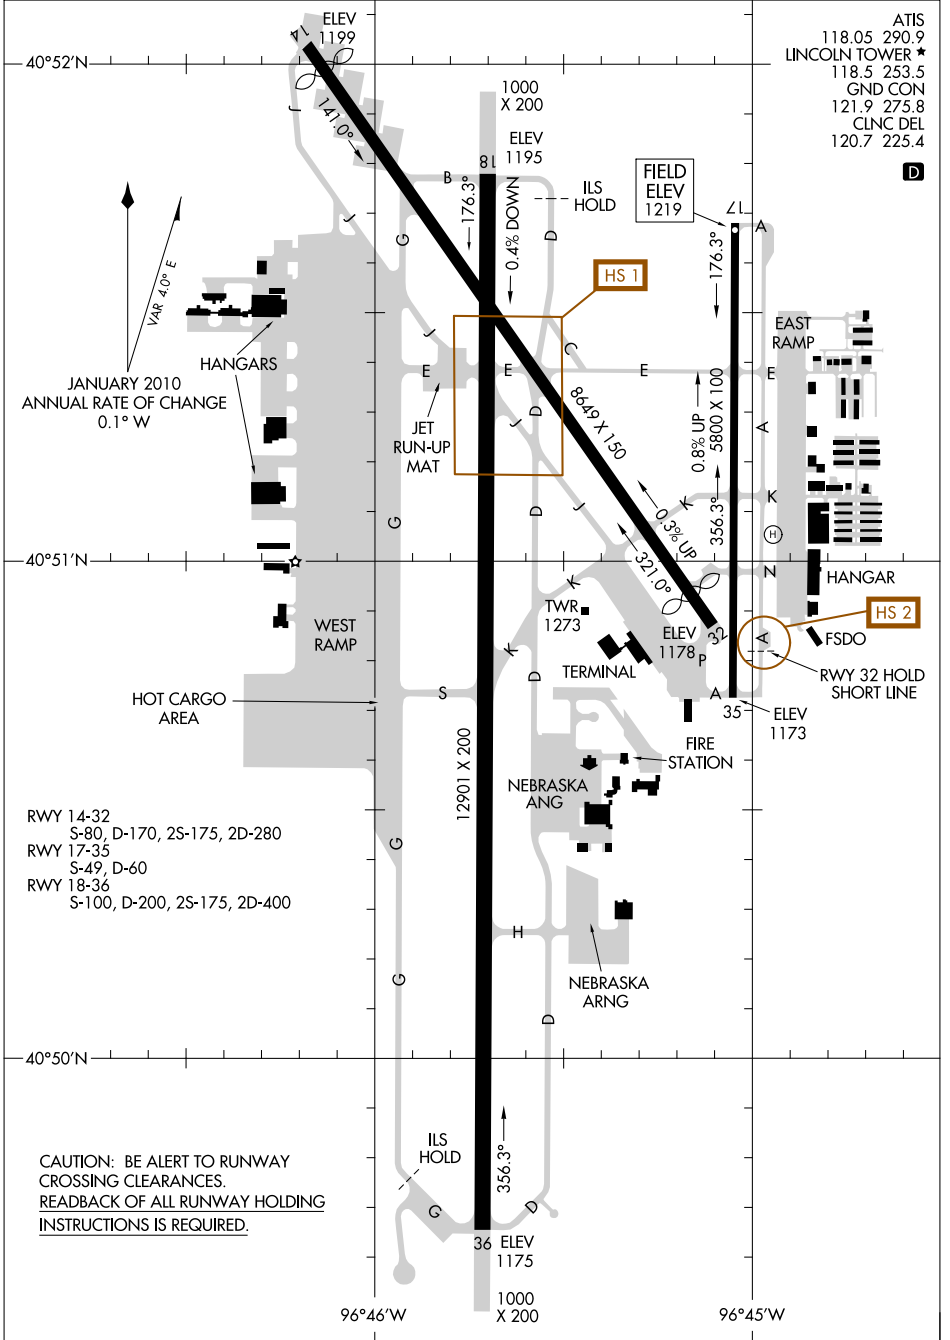 ATIS
118.05 290.9
LINCOLN TOWER ★
118.5 253.5
GND CON
121.9 275.8
CLNC DEL
120.7 225.4
D
ELEV
1199
14
40°52'N
1000
X 200
141.0°
J
ELEV
1195
18
B
176.3°
0.4% DOWN
ILS
HOLD
FIELD
ELEV
1219
17
A
176.3°
VAR 4.0° E
J
G
D
HS 1
JANUARY 2010
ANNUAL RATE OF CHANGE
0.1° W
HANGARS
J
E
E
C
E
E
EAST
RAMP
JET
RUN-UP
MAT
J
D
8649 X 150
0.8% UP
5800 X 100
A
G
D
J
K
356.3°
K
H
0.3% UP
321.0°
40°51'N
K
N
HANGAR
WEST
RAMP
TWR
1273
ELEV
1178
32
P
A
HS 2
FSDO
K
TERMINAL
RWY 32 HOLD
SHORT LINE
HOT CARGO
AREA
S
D
A
35
ELEV
1173
12901 X 200
FIRE
STATION
NEBRASKA
ANG
RWY 14-32
S-80, D-170, 2S-175, 2D-280
RWY 17-35
S-49, D-60
RWY 18-36
S-100, D-200, 2S-175, 2D-400
G
H
NEBRASKA
ARNG
G
D
40°50'N
ILS
HOLD
356.3°
CAUTION: BE ALERT TO RUNWAY
CROSSING CLEARANCES.
READBACK OF ALL RUNWAY HOLDING
INSTRUCTIONS IS REQUIRED.
G
D
36
ELEV
1175
1000
X 200
96°46'W
96°45'W